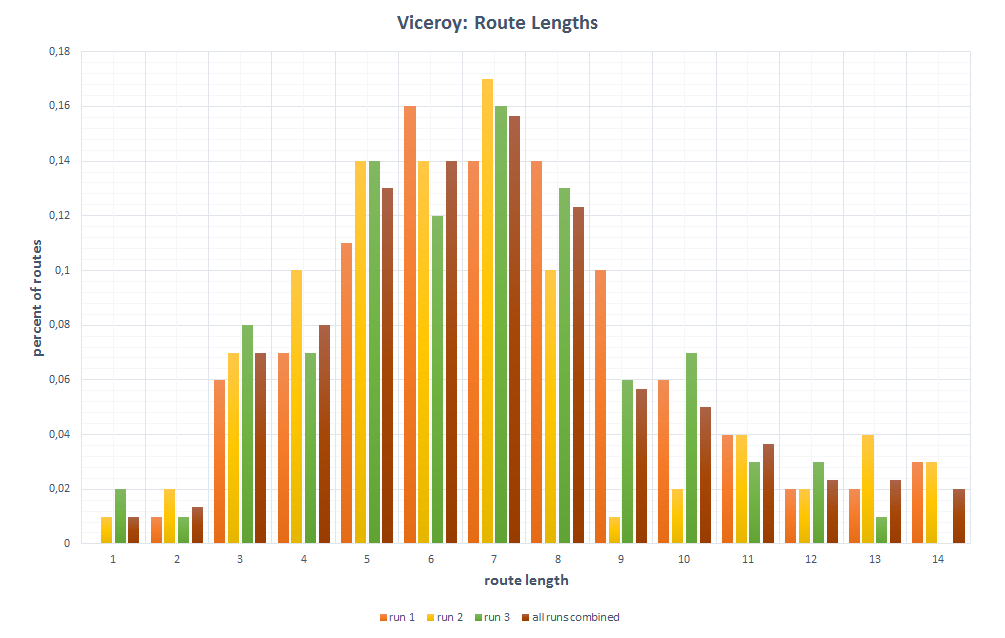 Viceroy: Route Lengths
0,18
0,16
0,14
0,12
0,1
0,08
0,06
0,04
0,02
0
percent of routes
1 2 3 4 5 6 7 8 9 10 11 12 13 14
route length
run 1 run 2 run 3 all runs combined